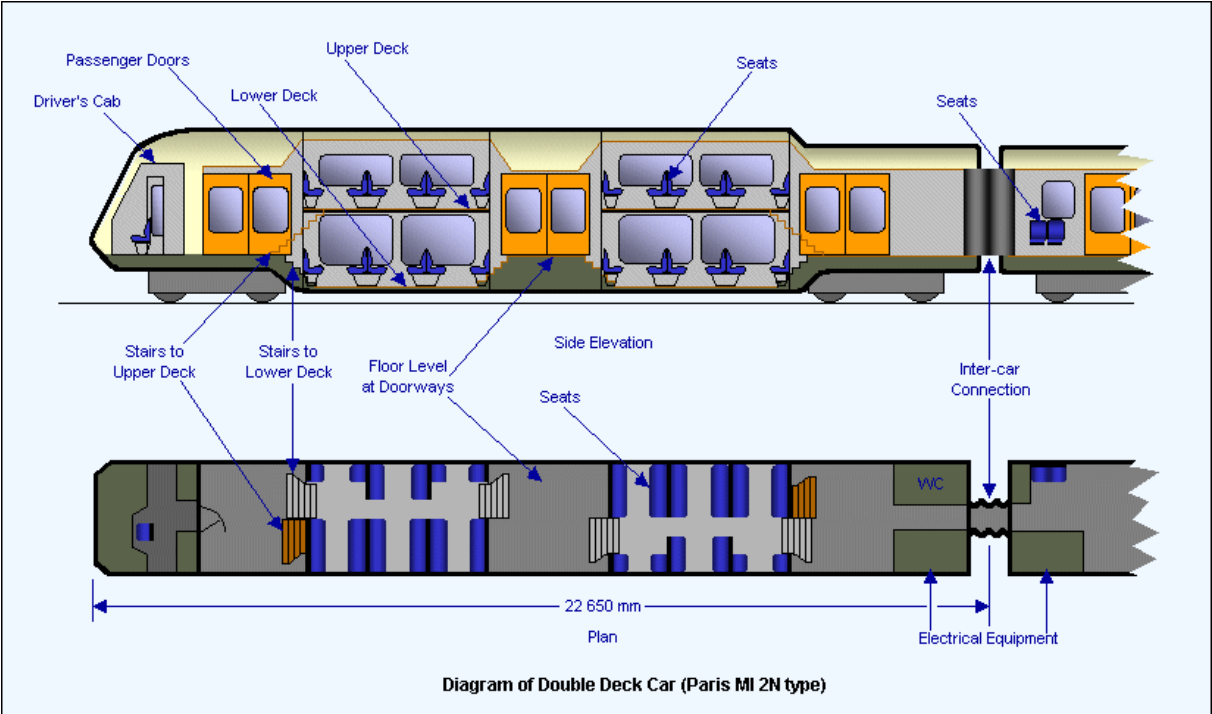 Upper Deck
Passenger Doors
Seats
Lower Deck
Driver's Cab
Seats
Side Elevation
Stairs to
Upper Deck
Stairs to
Lower Deck
Floor Level
at Doorways
Inter-car
Connection
Seats
WC
22 650 mm
Plan
Electrical Equipment
Diagram of Double Deck Car (Paris MI 2N type)